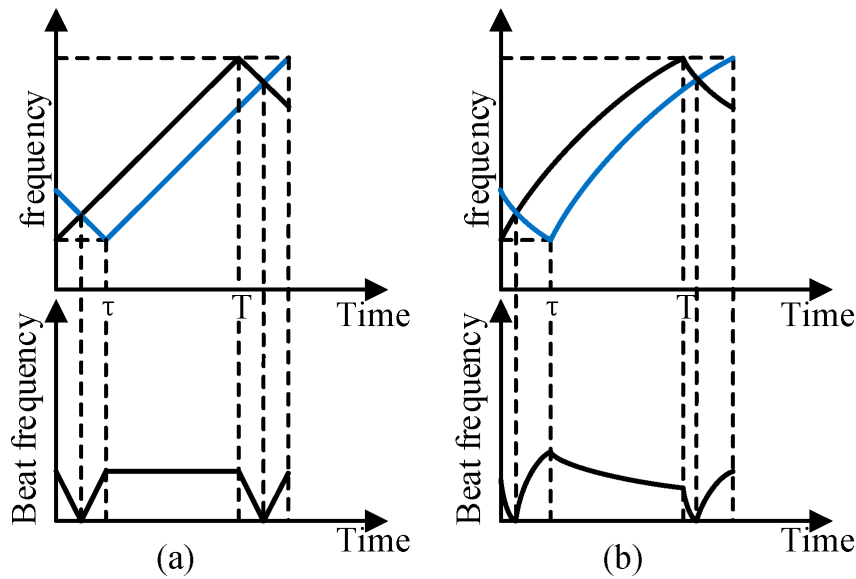 frequency
τ
T
Time
Beat frequency
Time
(a)
frequency
τ
T
Time
Beat frequency
Time
(b)